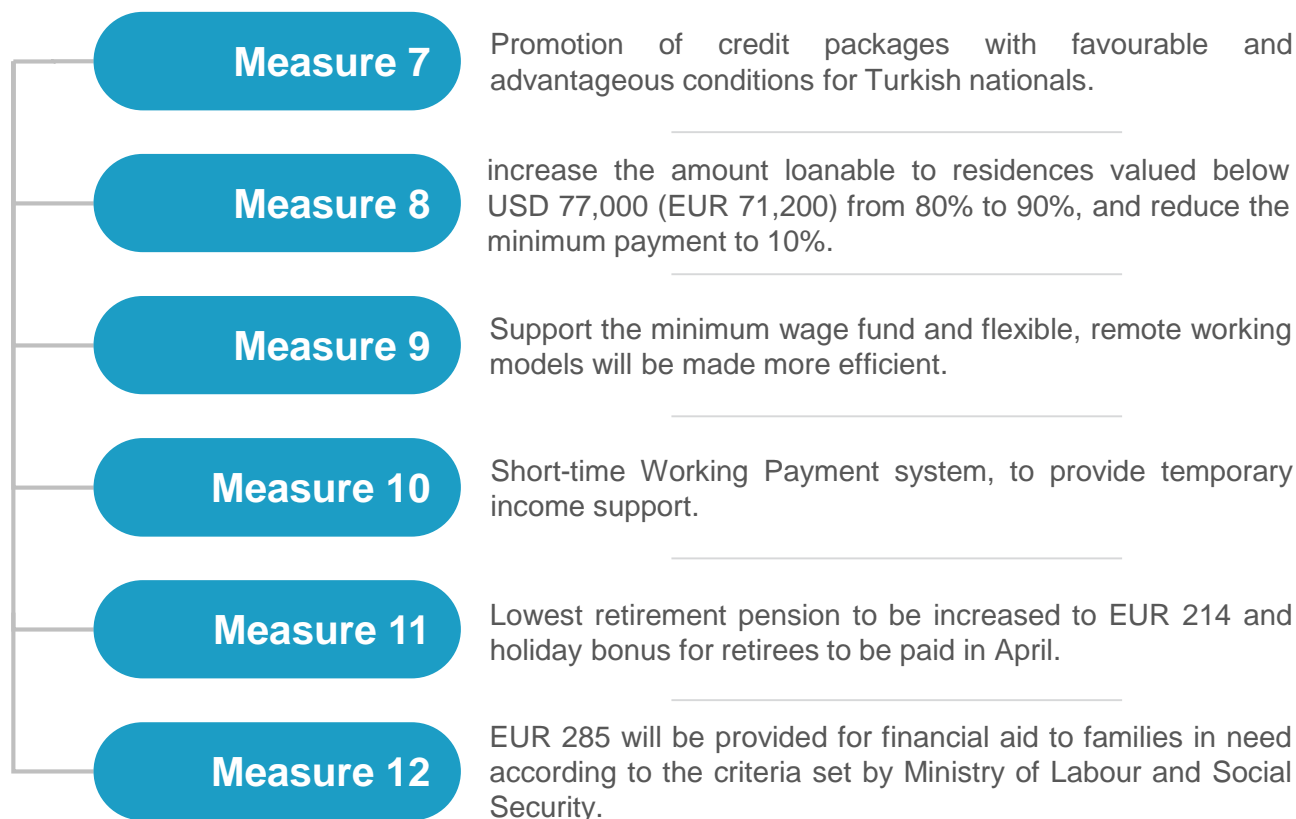 Measure 7
Promotion of credit packages with favourable and
advantageous conditions for Turkish nationals.
Measure 8
increase the amount loanable to residences valued below
USD 77,000 (EUR 71,200) from 80% to 90%, and reduce the
minimum payment to 10%.
Measure 9
Support the minimum wage fund and flexible, remote working
models will be made more efficient.
Measure 10
Short-time Working Payment system, to provide temporary
income support.
Measure 11
Lowest retirement pension to be increased to EUR 214 and
holiday bonus for retirees to be paid in April.
Measure 12
EUR 285 will be provided for financial aid to families in need
according to the criteria set by Ministry of Labour and Social
Security.